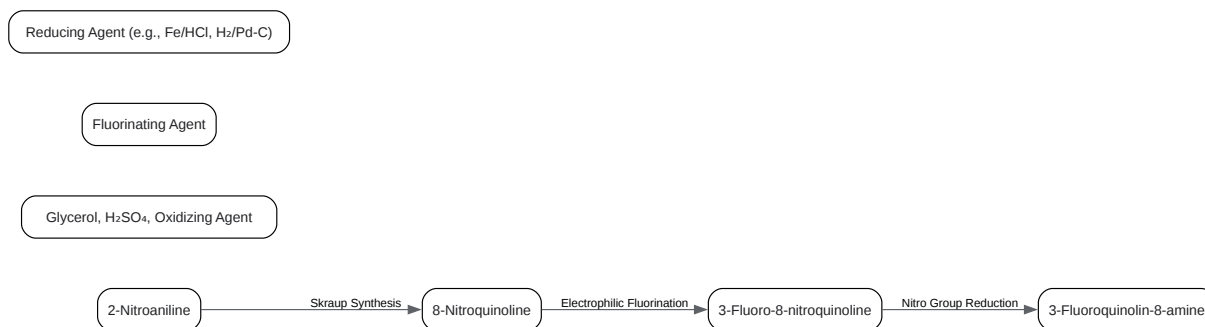 Reducing Agent (e.g., Fe/HCl, H₂/Pd-C)
Fluorinating Agent
Glycerol, H₂SO₄, Oxidizing Agent
2-Nitroaniline
Skraup Synthesis
8-Nitroquinoline
Electrophilic Fluorination
3-Fluoro-8-nitroquinoline
Nitro Group Reduction
3-Fluoroquinolin-8-amine